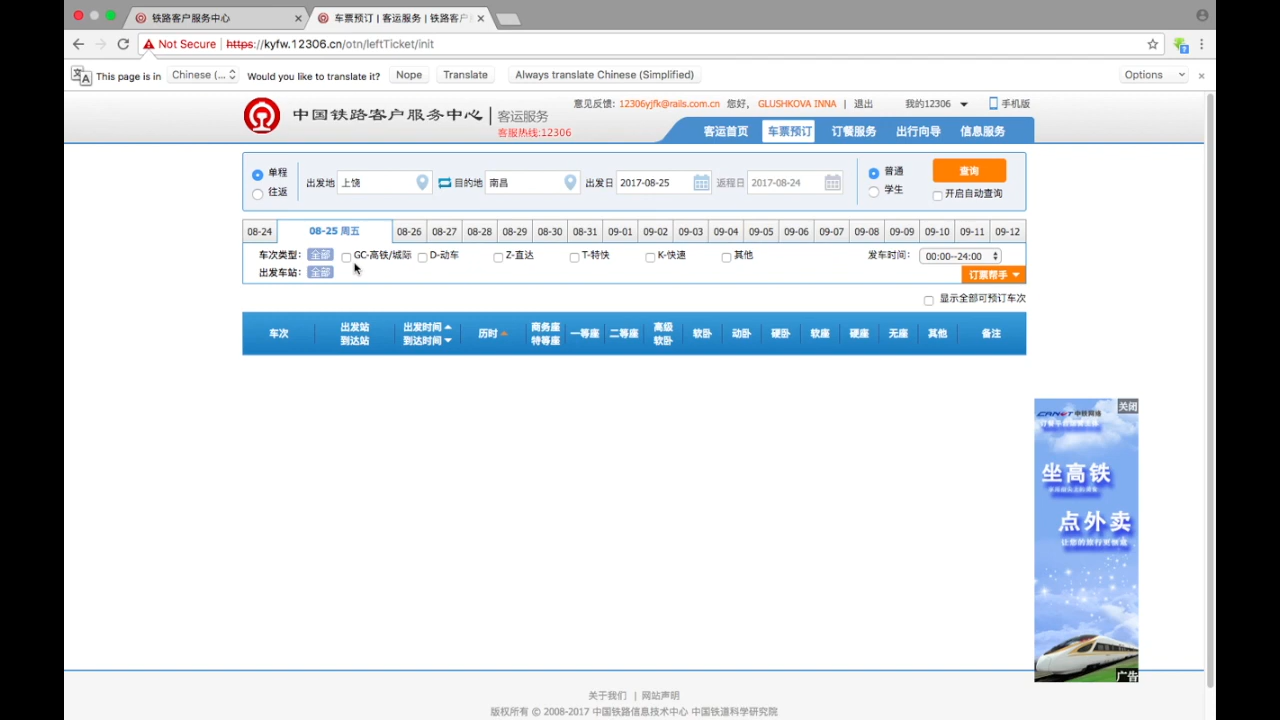 铁路客户服务中心
车票预订 | 客运服务 | 铁路客户
Not Secure https://kyfw.12306.cn/otn/leftTicket/init
This page is in Chinese (... Would you like to translate it? Nope Translate Always translate Chinese (Simplified) Options
意见反馈: 12306yjfk@rails.com.cn 您好, GLUSHKOVA INNA | 退出 我的12306 手机版
中国铁路客户服务中心 | 客运服务
客服热线:12306
客运首页 车票预订 订餐服务 出行向导 信息服务
单程
往返
出发地 上饶 目的地 南昌 出发日 2017-08-25 返程日 2017-08-24
普通
学生
查询
开启自动查询
08-24 08-25 周五 08-26 08-27 08-28 08-29 08-30 08-31 09-01 09-02 09-03 09-04 09-05 09-06 09-07 09-08 09-09 09-10 09-11 09-12
车次类型: 全部 GC-高铁/城际 D-动车 Z-直达 T-特快 K-快速 其他 发车时间: 00:00--24:00
出发车站: 全部 订票帮手
显示全部可预订车次
车次 出发站 到达站 出发时间 到达时间 历时 商务座 特等座 一等座 二等座 高级 软卧 软卧 动卧 硬卧 软座 硬座 无座 其他 备注
中铁网络 关闭
坐高铁
点外卖
让您的旅行更惬意
广告
关于我们 | 网站声明
版权所有 © 2008-2017 中国铁路信息技术中心 中国铁道科学研究院